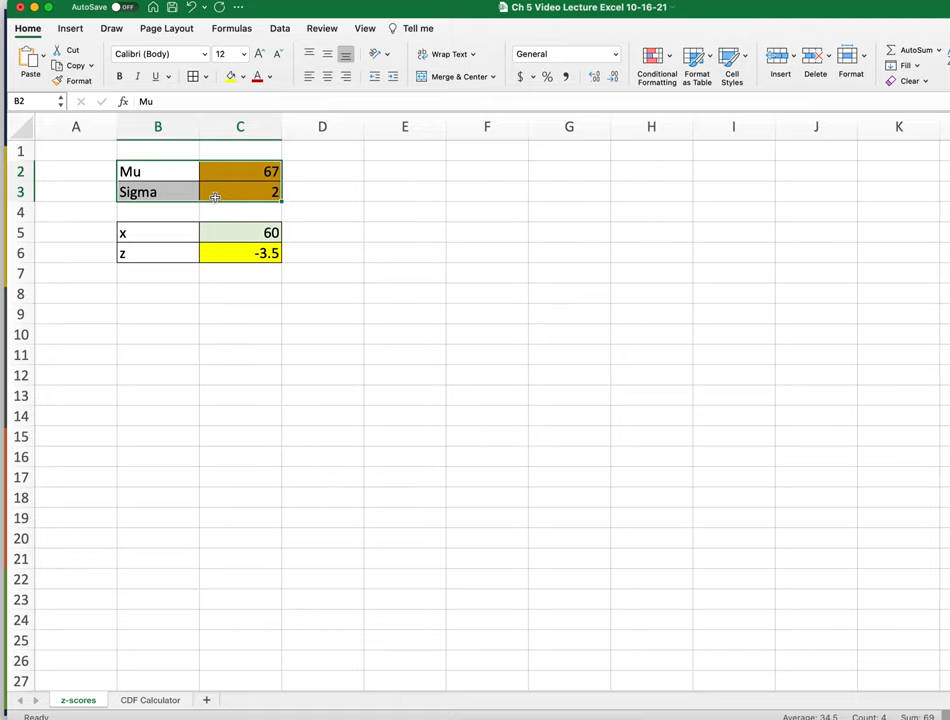 AutoSave OFF
Ch 5 Video Lecture Excel 10-16-21
Home Insert Draw Page Layout Formulas Data Review View Tell me
Paste
Cut
Copy
Format
Calibri (Body) 12 A A
B I U A
Wrap Text
Merge & Center
General
$ % 9
Conditional Formatting
Format as Table
Cell Styles
Insert
Delete
Format
AutoSum
Fill
Clear
B2 fx Mu
A B C D E F G H I J K
1
2 Mu 67
3 Sigma 2
4
5 x 60
6 z -3.5
7
8
9
10
11
12
13
14
15
16
17
18
19
20
21
22
23
24
25
26
27
z-scores CDF Calculator +
Ready Average: 34.5 Count: 4 Sum: 69